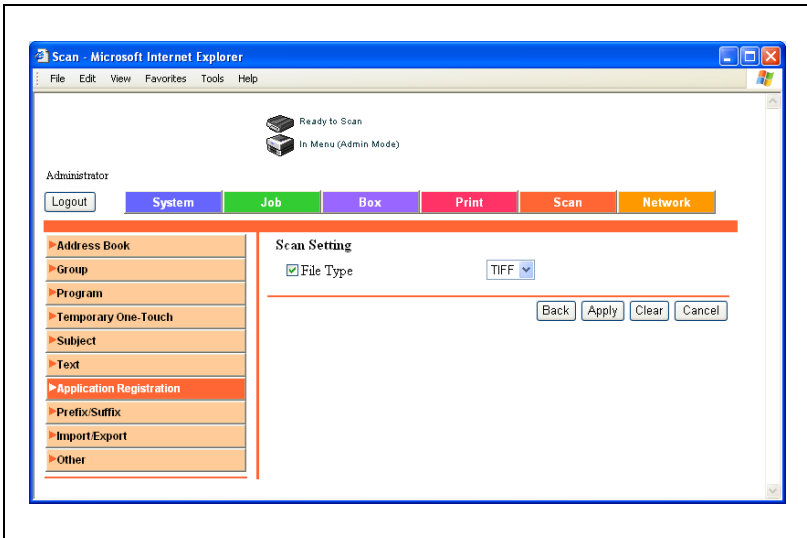 Scan - Microsoft Internet Explorer
File Edit View Favorites Tools Help
Ready to Scan
In Menu (Admin Mode)
Administrator
Logout System Job Box Print Scan Network
Address Book
Group
Program
Temporary One-Touch
Subject
Text
Application Registration
Prefix/Suffix
Import/Export
Other
Scan Setting
File Type TIFF
Back Apply Clear Cancel